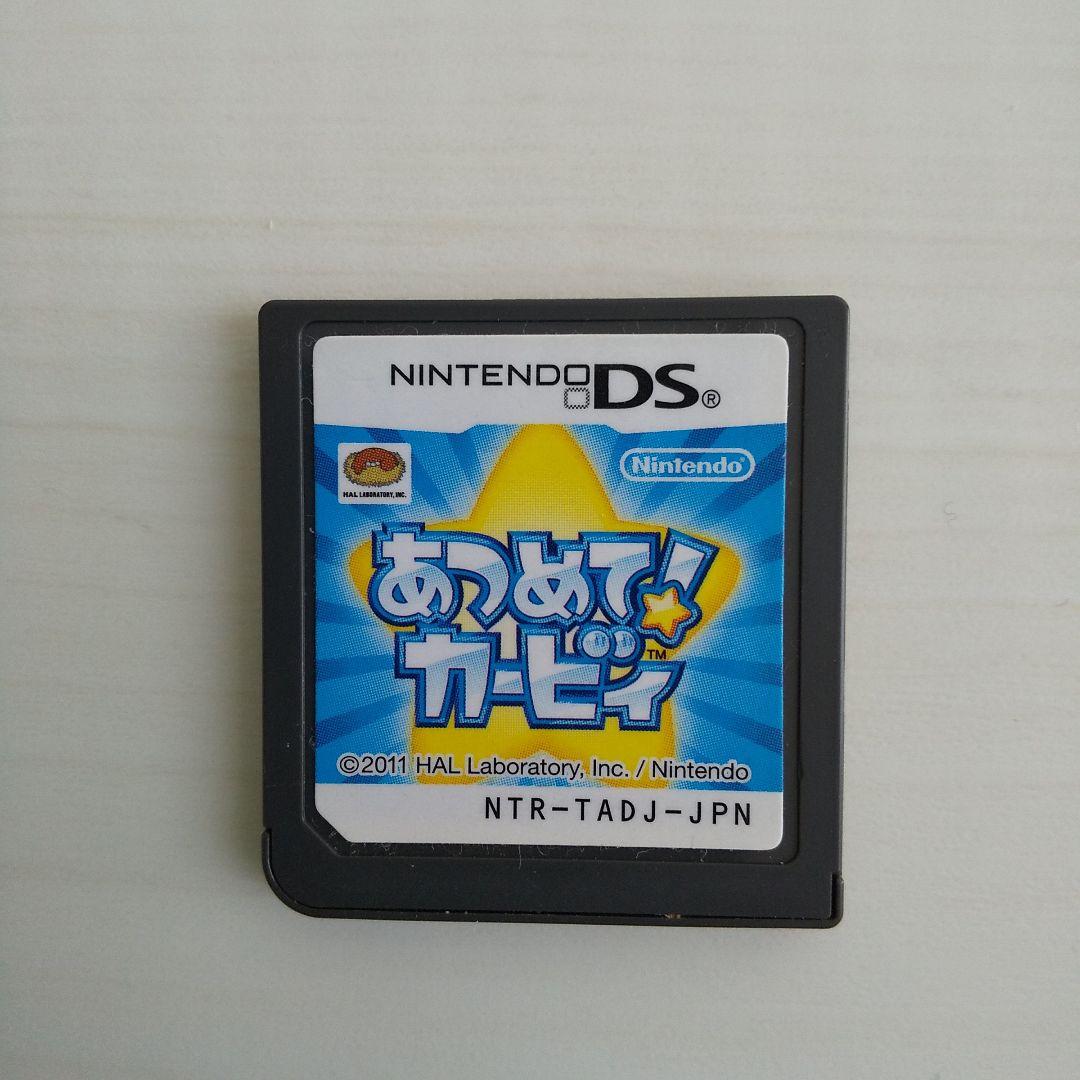 NINTENDO DS®
HAL LABORATORY, INC.
Nintendo®
あつめて!
カービィ™
©2011 HAL Laboratory, Inc. / Nintendo
NTR-TADJ-JPN